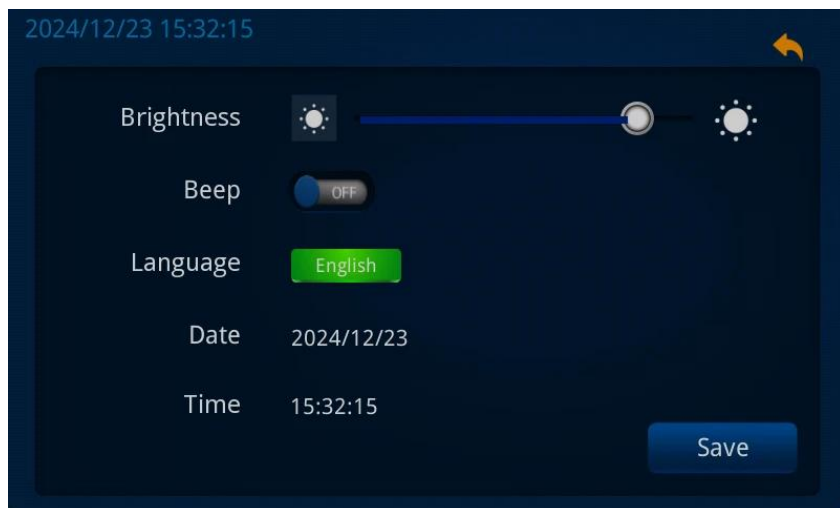 2024/12/23 15:32:15
Brightness
Beep OFF
Language English
Date 2024/12/23
Time 15:32:15
Save